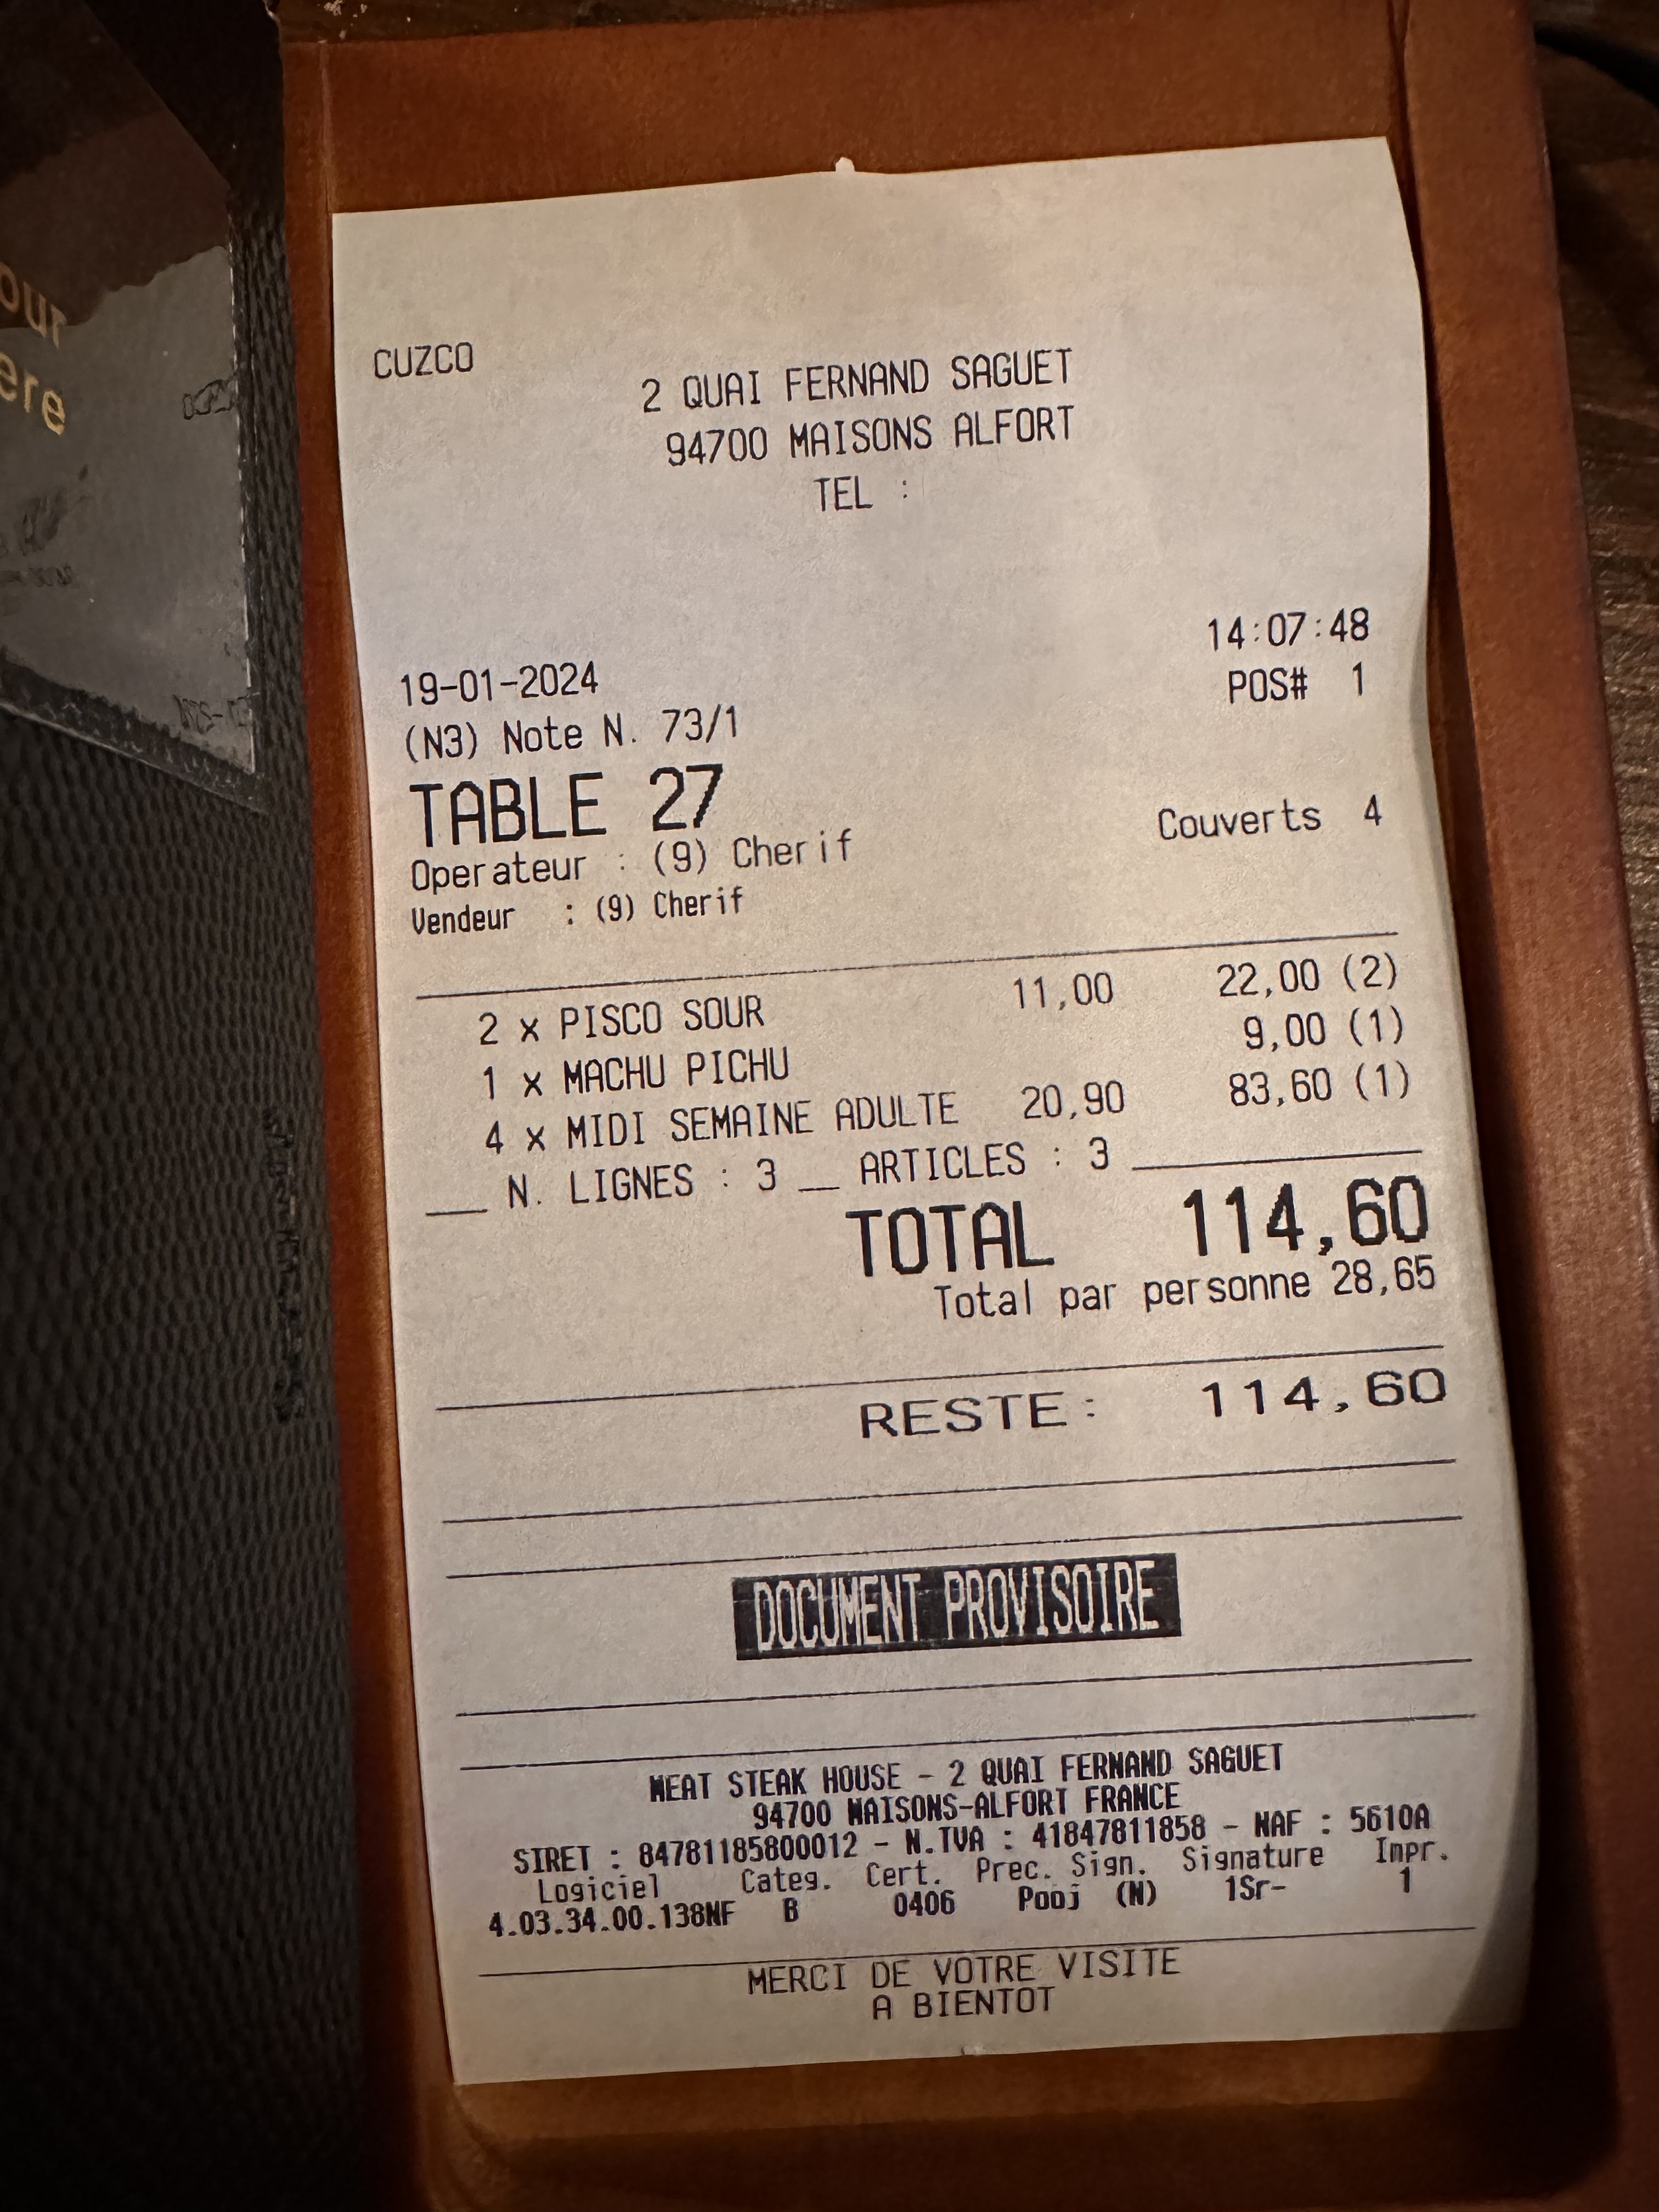 our
ere
CUZCO
2 QUAI FERNAND SAGUET
94700 MAISONS ALFORT
TEL :
14:07:48
19-01-2024
POS# 1
(N3) Note N. 73/1
TABLE 27
Couverts 4
Operateur : (9) Cherif
Vendeur : (9) Cherif
2 x PISCO SOUR 11,00 22,00 (2)
1 x MACHU PICHU 9,00 (1)
4 x MIDI SEMAINE ADULTE 20,90 83,60 (1)
__ N. LIGNES : 3 __ ARTICLES : 3
TOTAL 114,60
Total par personne 28,65
RESTE: 114,60
DOCUMENT PROVISOIRE
MEAT STEAK HOUSE - 2 QUAI FERNAND SAGUET
94700 MAISONS-ALFORT FRANCE
SIRET : 84781185800012 - N.TVA : 41847811858 - NAF : 5610A
Logiciel Categ. Cert. Prec. Sign. Signature Impr.
4.03.34.00.138NF B 0406 Pooj (N) 1Sr- 1
MERCI DE VOTRE VISITE
A BIENTOT